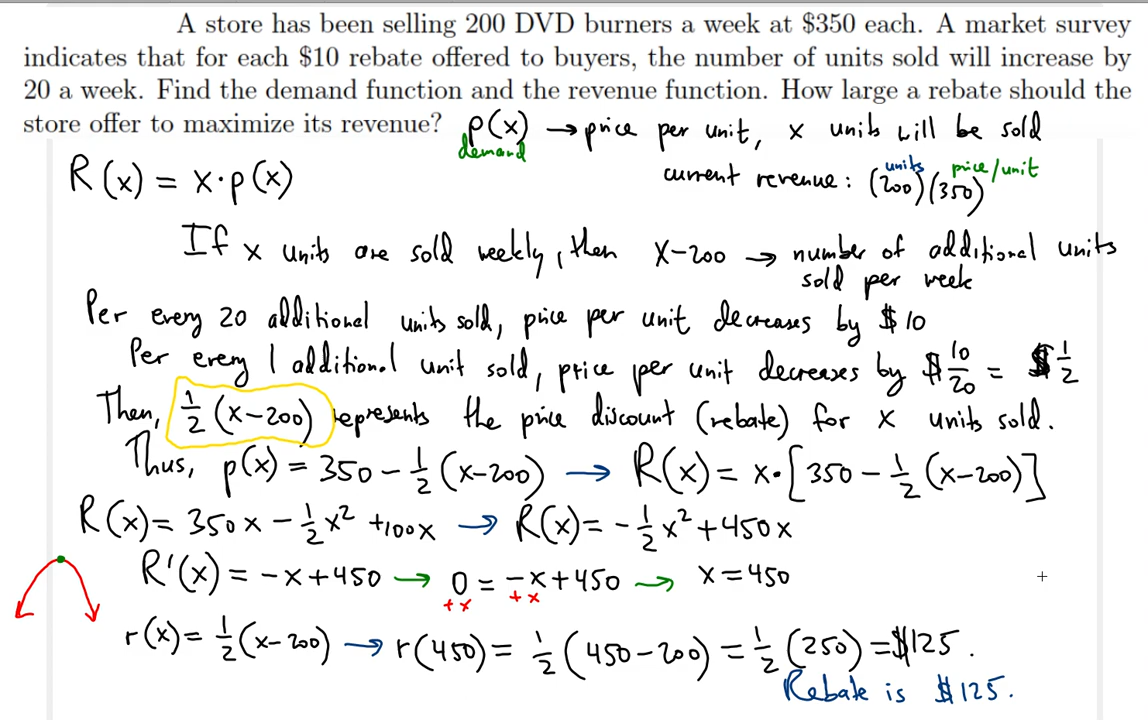 A store has been selling 200 DVD burners a week at $350 each. A market survey
indicates that for each $10 rebate offered to buyers, the number of units sold will increase by
20 a week. Find the demand function and the revenue function. How large a rebate should the
store offer to maximize its revenue? p(x) → price per unit, x units will be sold
demand
R(x) = x·p(x)
current revenue: (200)(350)
units price/unit
If x units are sold weekly, then x-200 → number of additional units
sold per week
Per every 20 additional units sold, price per unit decreases by $10
Per every 1 additional unit sold, price per unit decreases by $10/20 = $1/2
Then, 1/2(x-200) represents the price discount (rebate) for x units sold.
Thus, p(x) = 350 - 1/2(x-200) → R(x) = x·[350 - 1/2(x-200)]
R(x) = 350x - 1/2x² +100x → R(x) = -1/2x² + 450x
R'(x) = -x+450 → 0 = -x+450 → x = 450
+x +x
r(x) = 1/2(x-200) → r(450) = 1/2(450-200) = 1/2(250) = $125.
Rebate is $125.